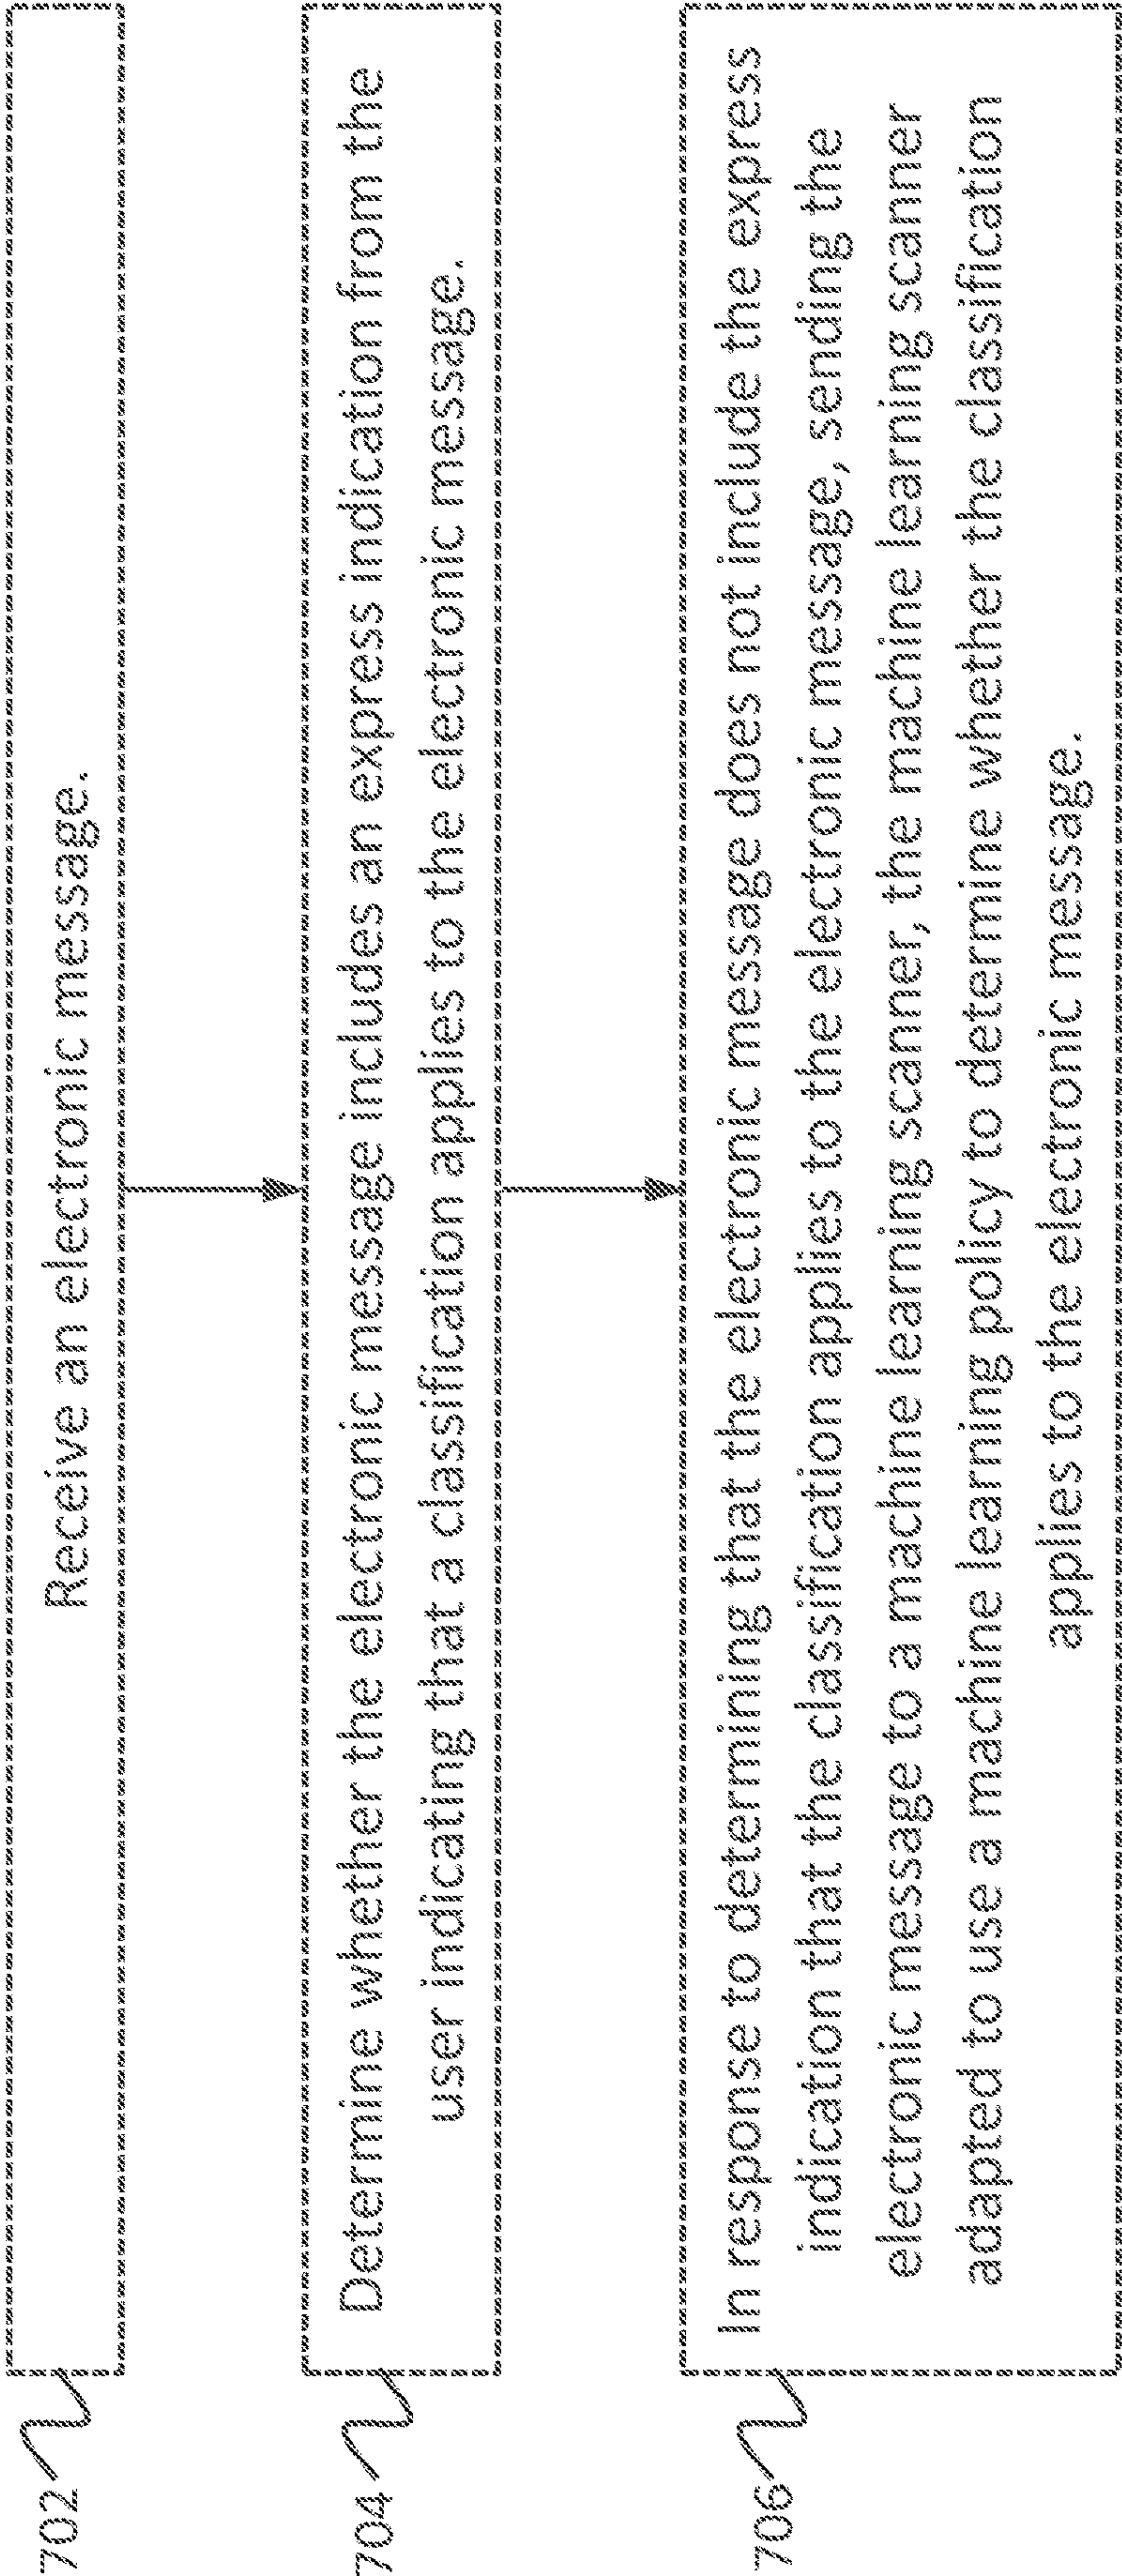 702
Receive an electronic message.
704
Determine whether the electronic message includes an express indication from the
user indicating that a classification applies to the electronic message.
706
In response to determining that the electronic message does not include the express
indication that the classification applies to the electronic message, sending the
electronic message to a machine learning scanner, the machine learning scanner
adapted to use a machine learning policy to determine whether the classification
applies to the electronic message.